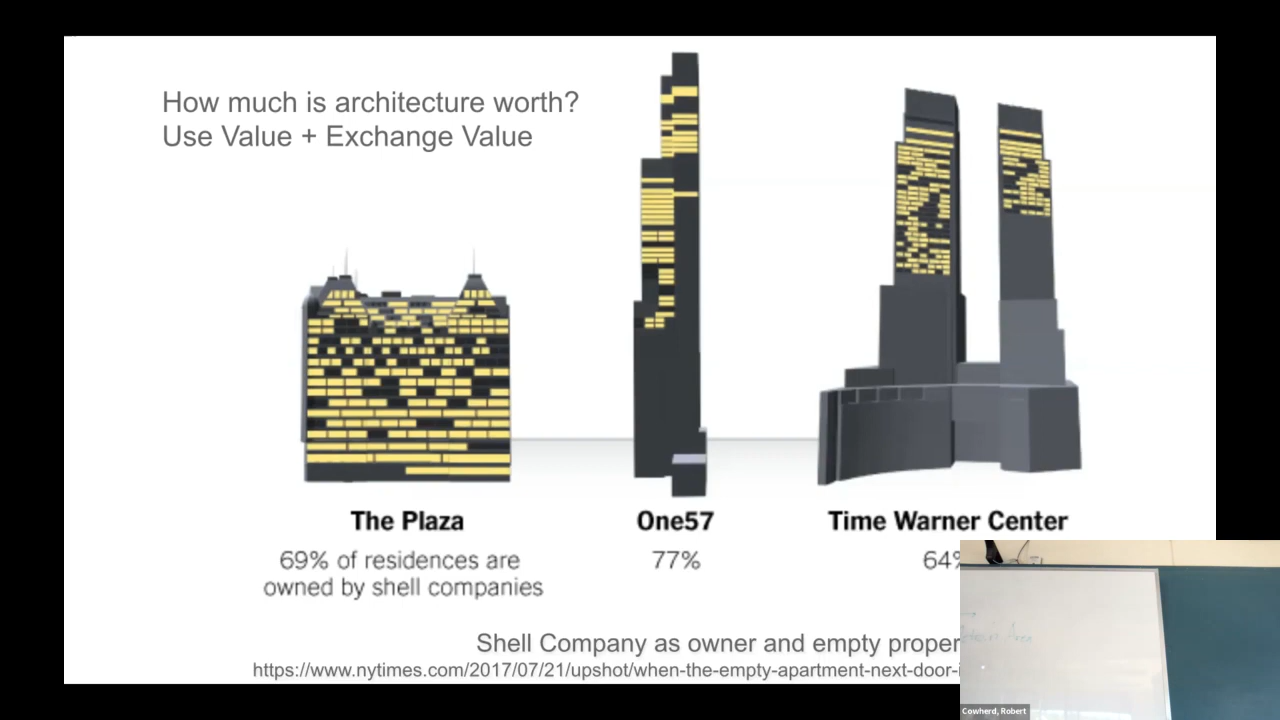 How much is architecture worth?
Use Value + Exchange Value
The Plaza
69% of residences are
owned by shell companies
One57
77%
Time Warner Center
64%
Shell Company as owner and empty proper
https://www.nytimes.com/2017/07/21/upshot/when-the-empty-apartment-next-door-i
Cowherd, Robert